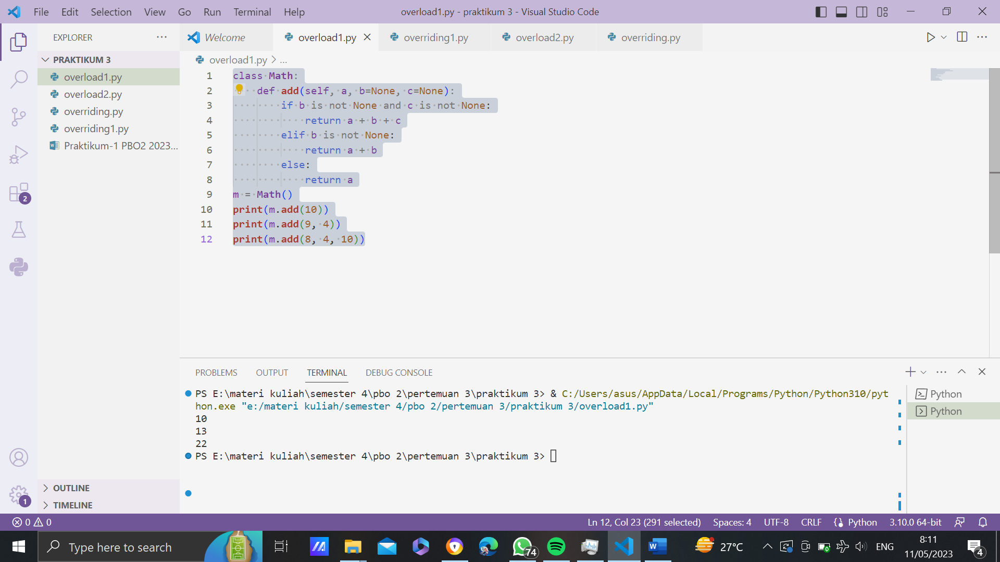 File Edit Selection View Go Run Terminal Help
overload1.py - praktikum 3 - Visual Studio Code
EXPLORER
PRAKTIKUM 3
overload1.py
overload2.py
overriding.py
overriding1.py
Praktikum-1 PBO2 2023...
OUTLINE
TIMELINE
2
1
Welcome overload1.py overriding1.py overload2.py overriding.py
overload1.py > ...
1 class Math:
2 def add(self, a, b=None, c=None):
3 if b is not None and c is not None:
4 return a + b + c
5 elif b is not None:
6 return a + b
7 else:
8 return a
9 m = Math()
10 print(m.add(10))
11 print(m.add(9, 4))
12 print(m.add(8, 4, 10))
PROBLEMS OUTPUT TERMINAL DEBUG CONSOLE
PS E:\materi kuliah\semester 4\pbo 2\pertemuan 3\praktikum 3> & C:/Users/asus/AppData/Local/Programs/Python/Python310/pyt
hon.exe "e:/materi kuliah/semester 4/pbo 2/pertemuan 3/praktikum 3/overload1.py"
10
13
22
PS E:\materi kuliah\semester 4\pbo 2\pertemuan 3\praktikum 3>
Python
Python
0 0
Ln 12, Col 23 (291 selected) Spaces: 4 UTF-8 CRLF Python 3.10.0 64-bit
Type here to search
74
27°C
ENG
8:11
11/05/2023
4